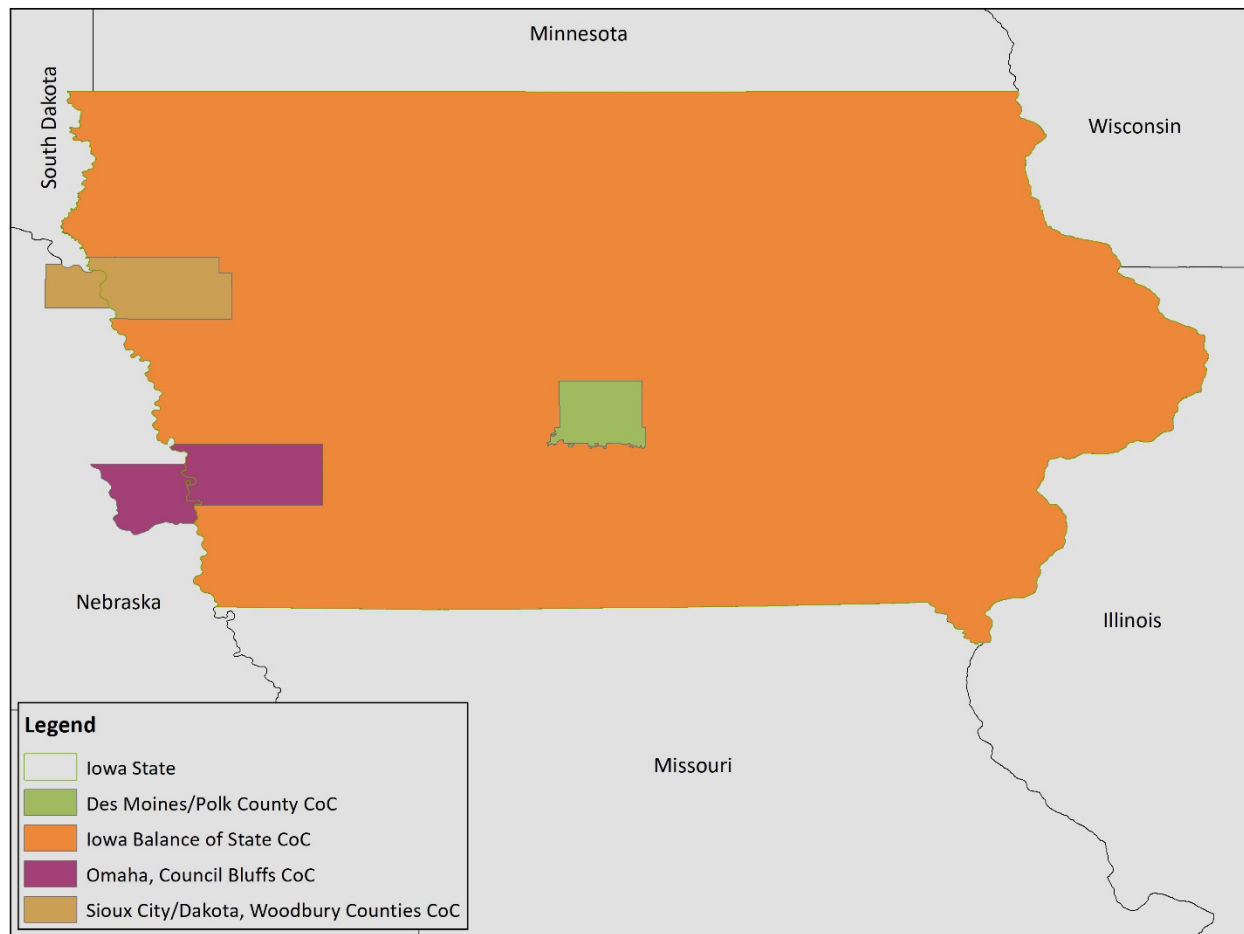 Minnesota
South Dakota
Wisconsin
Nebraska
Illinois
Missouri
Legend
Iowa State
Des Moines/Polk County CoC
Iowa Balance of State CoC
Omaha, Council Bluffs CoC
Sioux City/Dakota, Woodbury Counties CoC